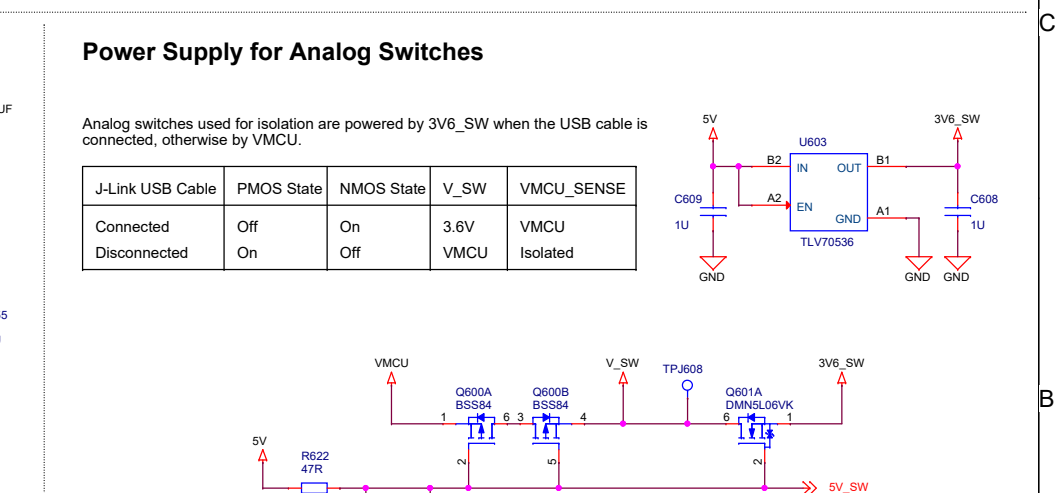 C
Power Supply for Analog Switches
UF
Analog switches used for isolation are powered by 3V6_SW when the USB cable is
connected, otherwise by VMCU.
J-Link USB Cable PMOS State NMOS State V_SW VMCU_SENSE
Connected Off On 3.6V VMCU
Disconnected On Off VMCU Isolated
5V 3V6_SW
U603
B2 IN OUT B1
C609 A2 EN C608
1U GND A1 1U
TLV70536
GND GND GND
VMCU V_SW TPJ608 3V6_SW
Q600A Q600B Q601A
BSS84 BSS84 DMN5L06VK
B
1 6 3 4 6 1
5V R622 2 5 2
47R
5V_SW